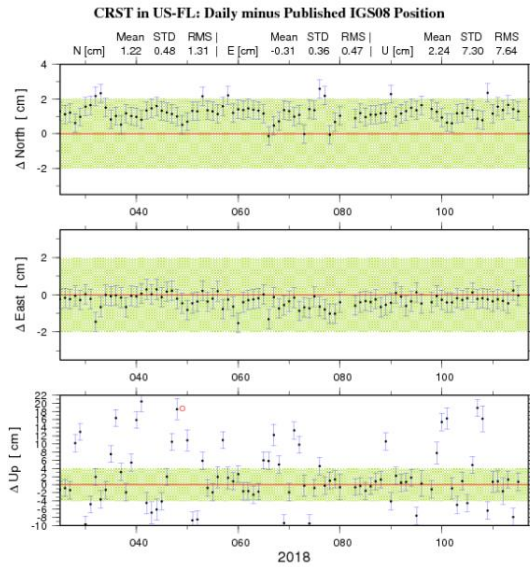 CRST in US-FL: Daily minus Published IGS08 Position
Mean STD RMS Mean STD RMS Mean STD RMS
N [cm] 1.22 0.48 1.31 | E [cm] -0.31 0.36 0.47 | U [cm] 2.24 7.30 7.64
4
2
0
-2
Δ North [ cm ]
040 060 080 100
2
0
-2
Δ East [ cm ]
040 060 080 100
22
20
18
16
14
12
10
8
6
4
2
0
-2
-4
-6
-8
-10
Δ Up [ cm ]
040 060 080 100
2018